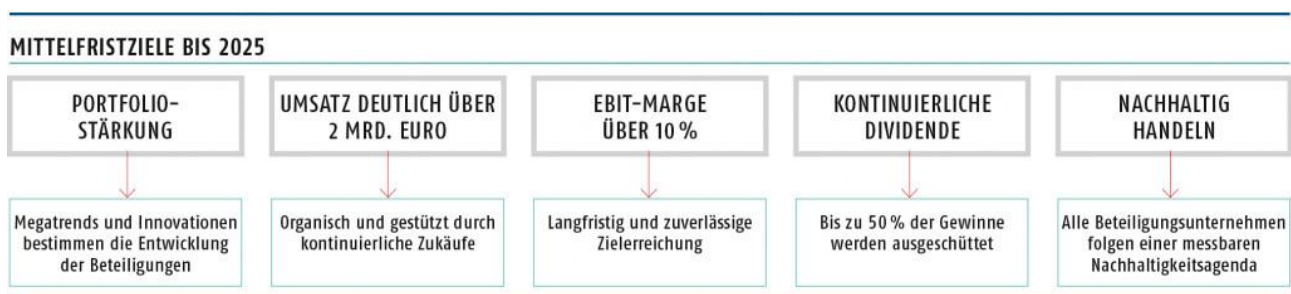 MITTELFRISTZIELE BIS 2025
PORTFOLIO-
STÄRKUNG
Megatrends und Innovationen
bestimmen die Entwicklung
der Beteiligungen
UMSATZ DEUTLICH ÜBER
2 MRD. EURO
Organisch und gestützt durch
kontinuierliche Zukäufe
EBIT-MARGE
ÜBER 10 %
Langfristig und zuverlässige
Zielerreichung
KONTINUIERLICHE
DIVIDENDE
Bis zu 50 % der Gewinne
werden ausgeschüttet
NACHHALTIG
HANDELN
Alle Beteiligungsunternehmen
folgen einer messbaren
Nachhaltigkeitsagenda